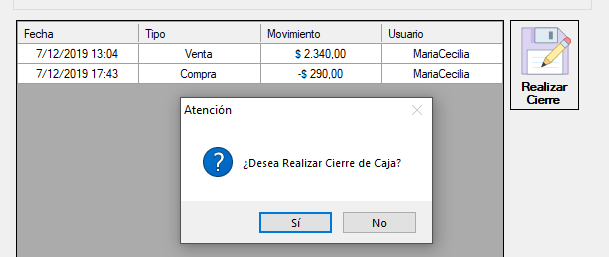 Fecha Tipo Movimiento Usuario
7/12/2019 13:04 Venta $ 2.340,00 MariaCecilia
7/12/2019 17:43 Compra -$ 290,00 MariaCecilia
Realizar
Cierre
Atención
¿Desea Realizar Cierre de Caja?
Sí No